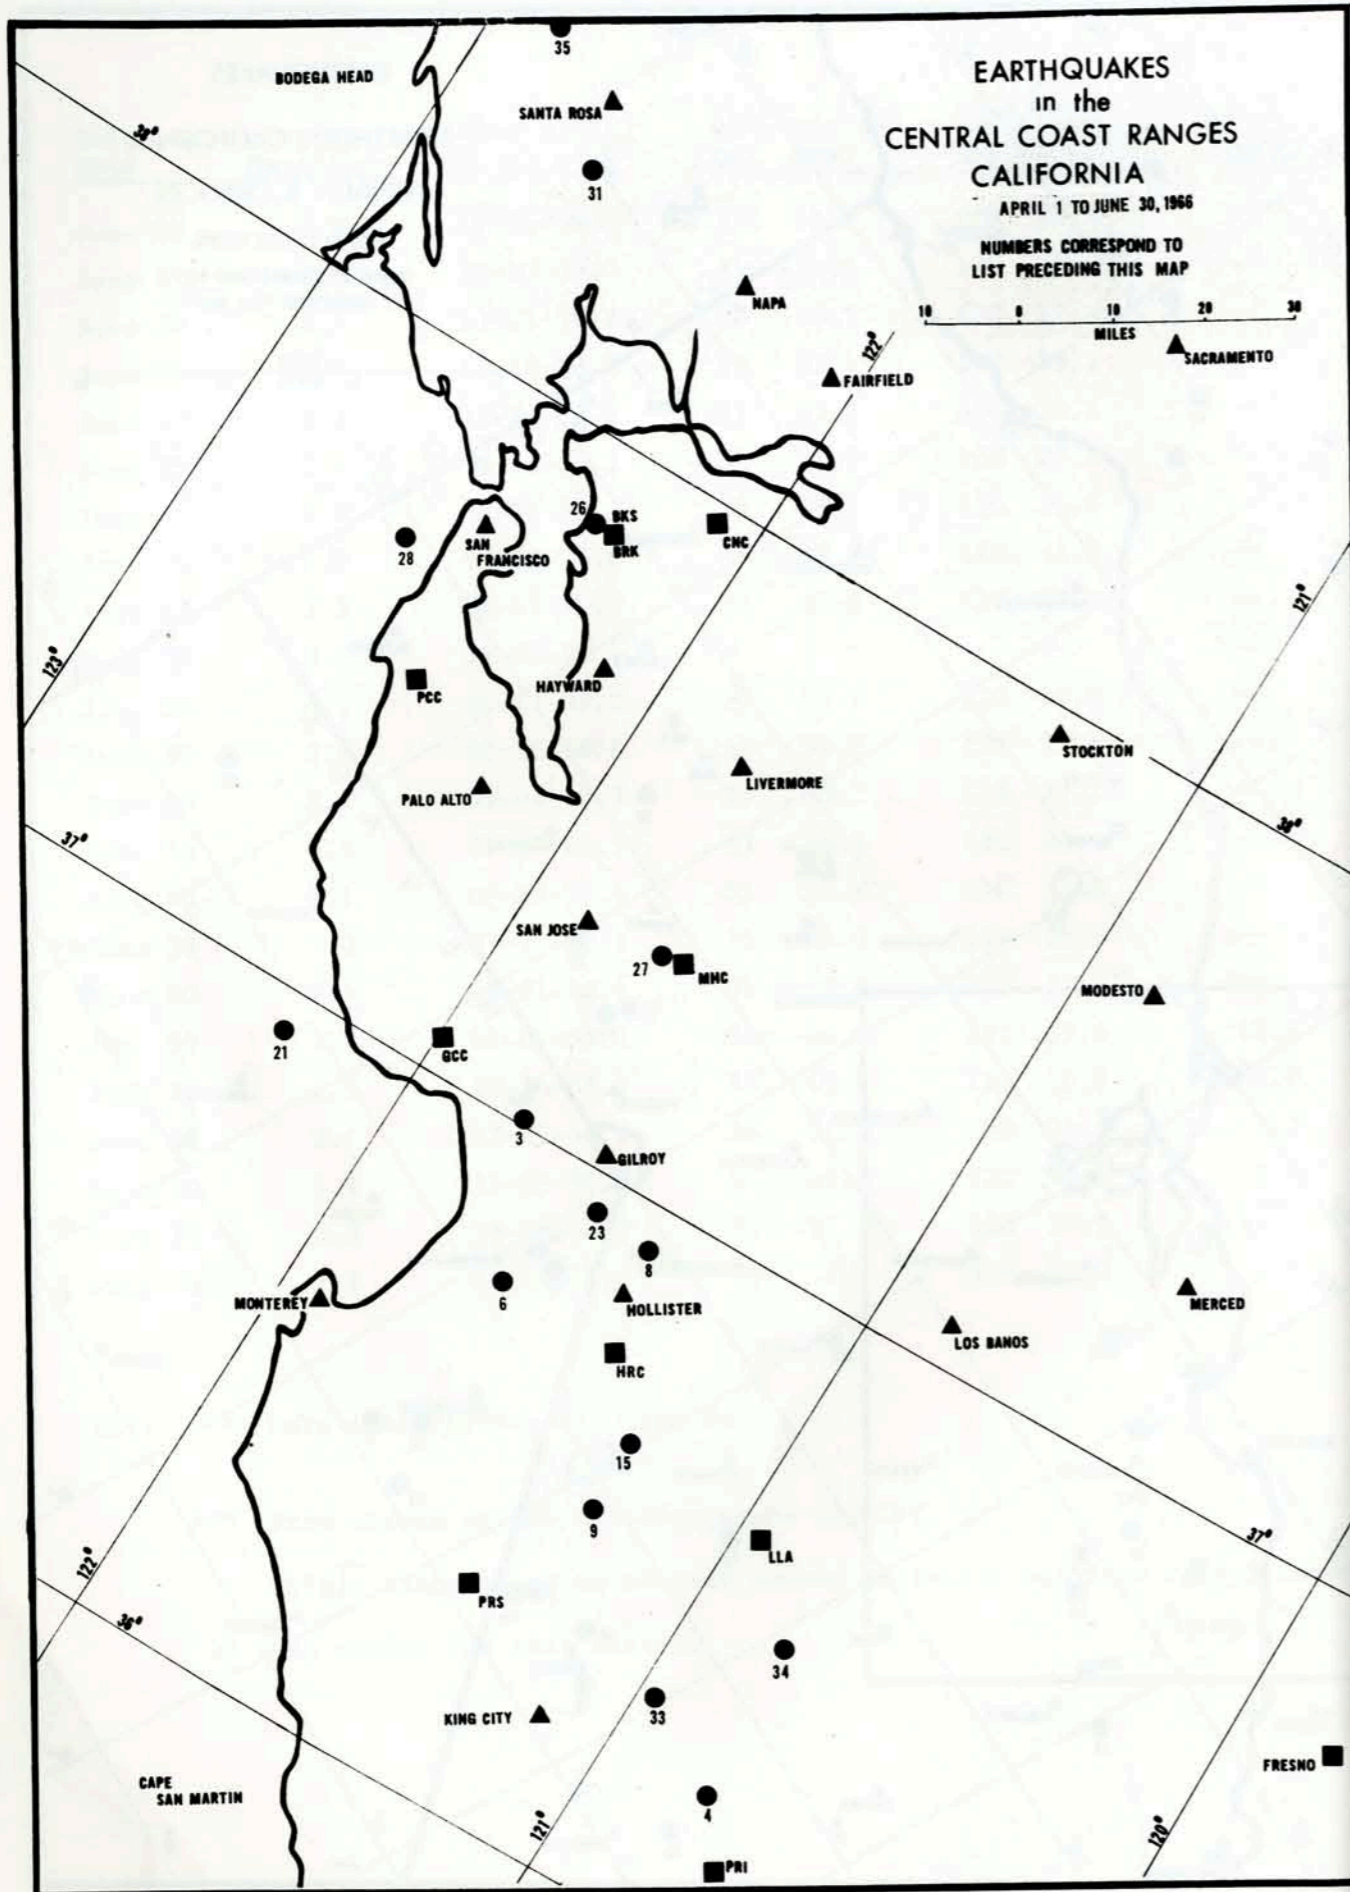 35
BODEGA HEAD
EARTHQUAKES
in the
CENTRAL COAST RANGES
CALIFORNIA
APRIL 1 TO JUNE 30, 1966
NUMBERS CORRESPOND TO
LIST PRECEDING THIS MAP
SANTA ROSA
38°
31
NAPA
10 0 10 20 30
MILES
SACRAMENTO
122°
FAIRFIELD
26
BKS
BRK
CNC
28
SAN
FRANCISCO
121°
123°
PCC
HAYWARD
STOCKTON
LIVERMORE
PALO ALTO
38°
37°
SAN JOSE
27
MHC
MODESTO
21
GCC
3
GILROY
23
8
6
MONTEREY
HOLLISTER
MERCED
LOS BANOS
HRC
15
9
37°
LLA
122°
PRS
36°
34
33
KING CITY
FRESNO
CAPE
SAN MARTIN
4
121°
120°
PRI